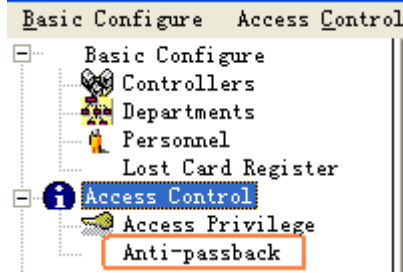 Basic Configure Access Control
Basic Configure
Controllers
Departments
Personnel
Lost Card Register
Access Control
Access Privilege
Anti-passback